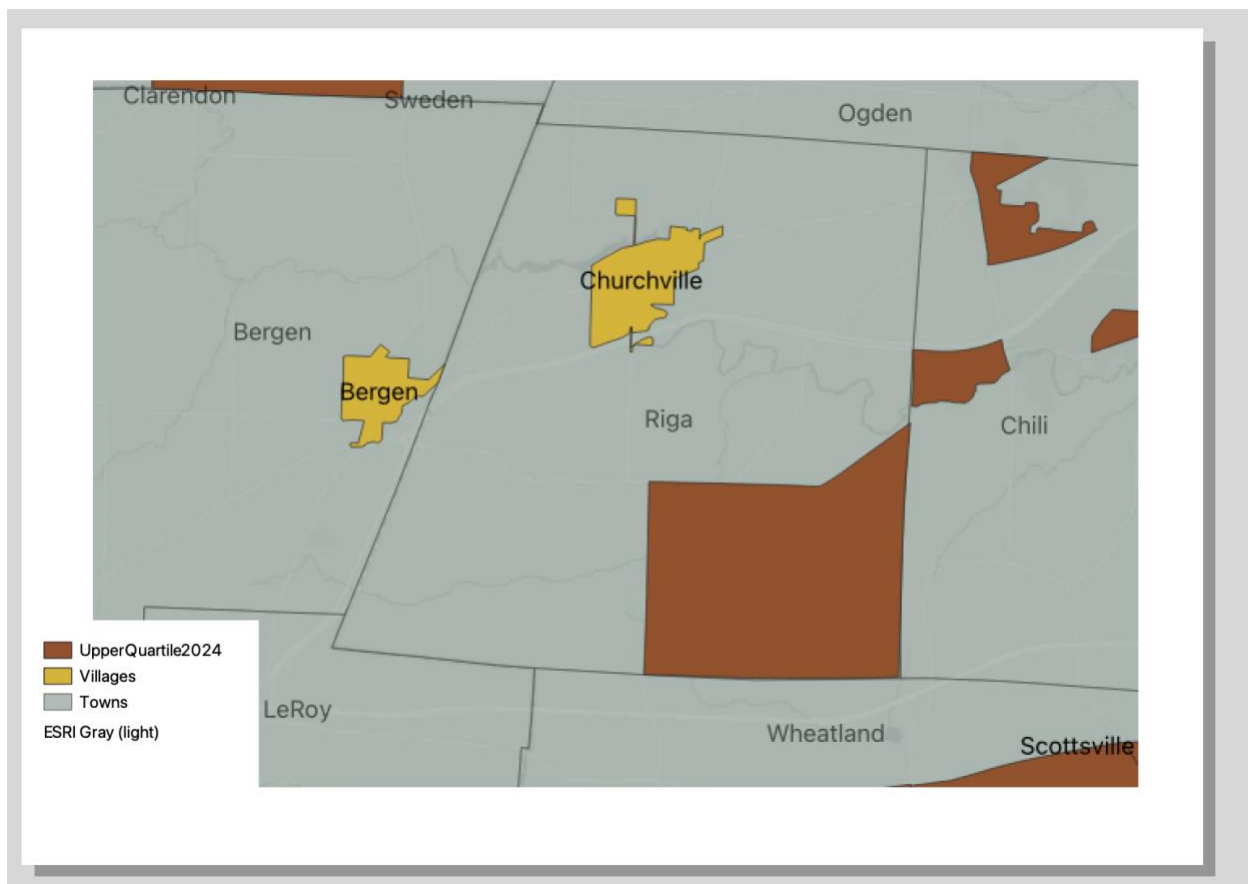 Clarendon
Sweden
Ogden
Churchville
Bergen
Bergen
Riga
Chili
UpperQuartile2024
Villages
Towns
ESRI Gray (light)
LeRoy
Wheatland
Scottsville